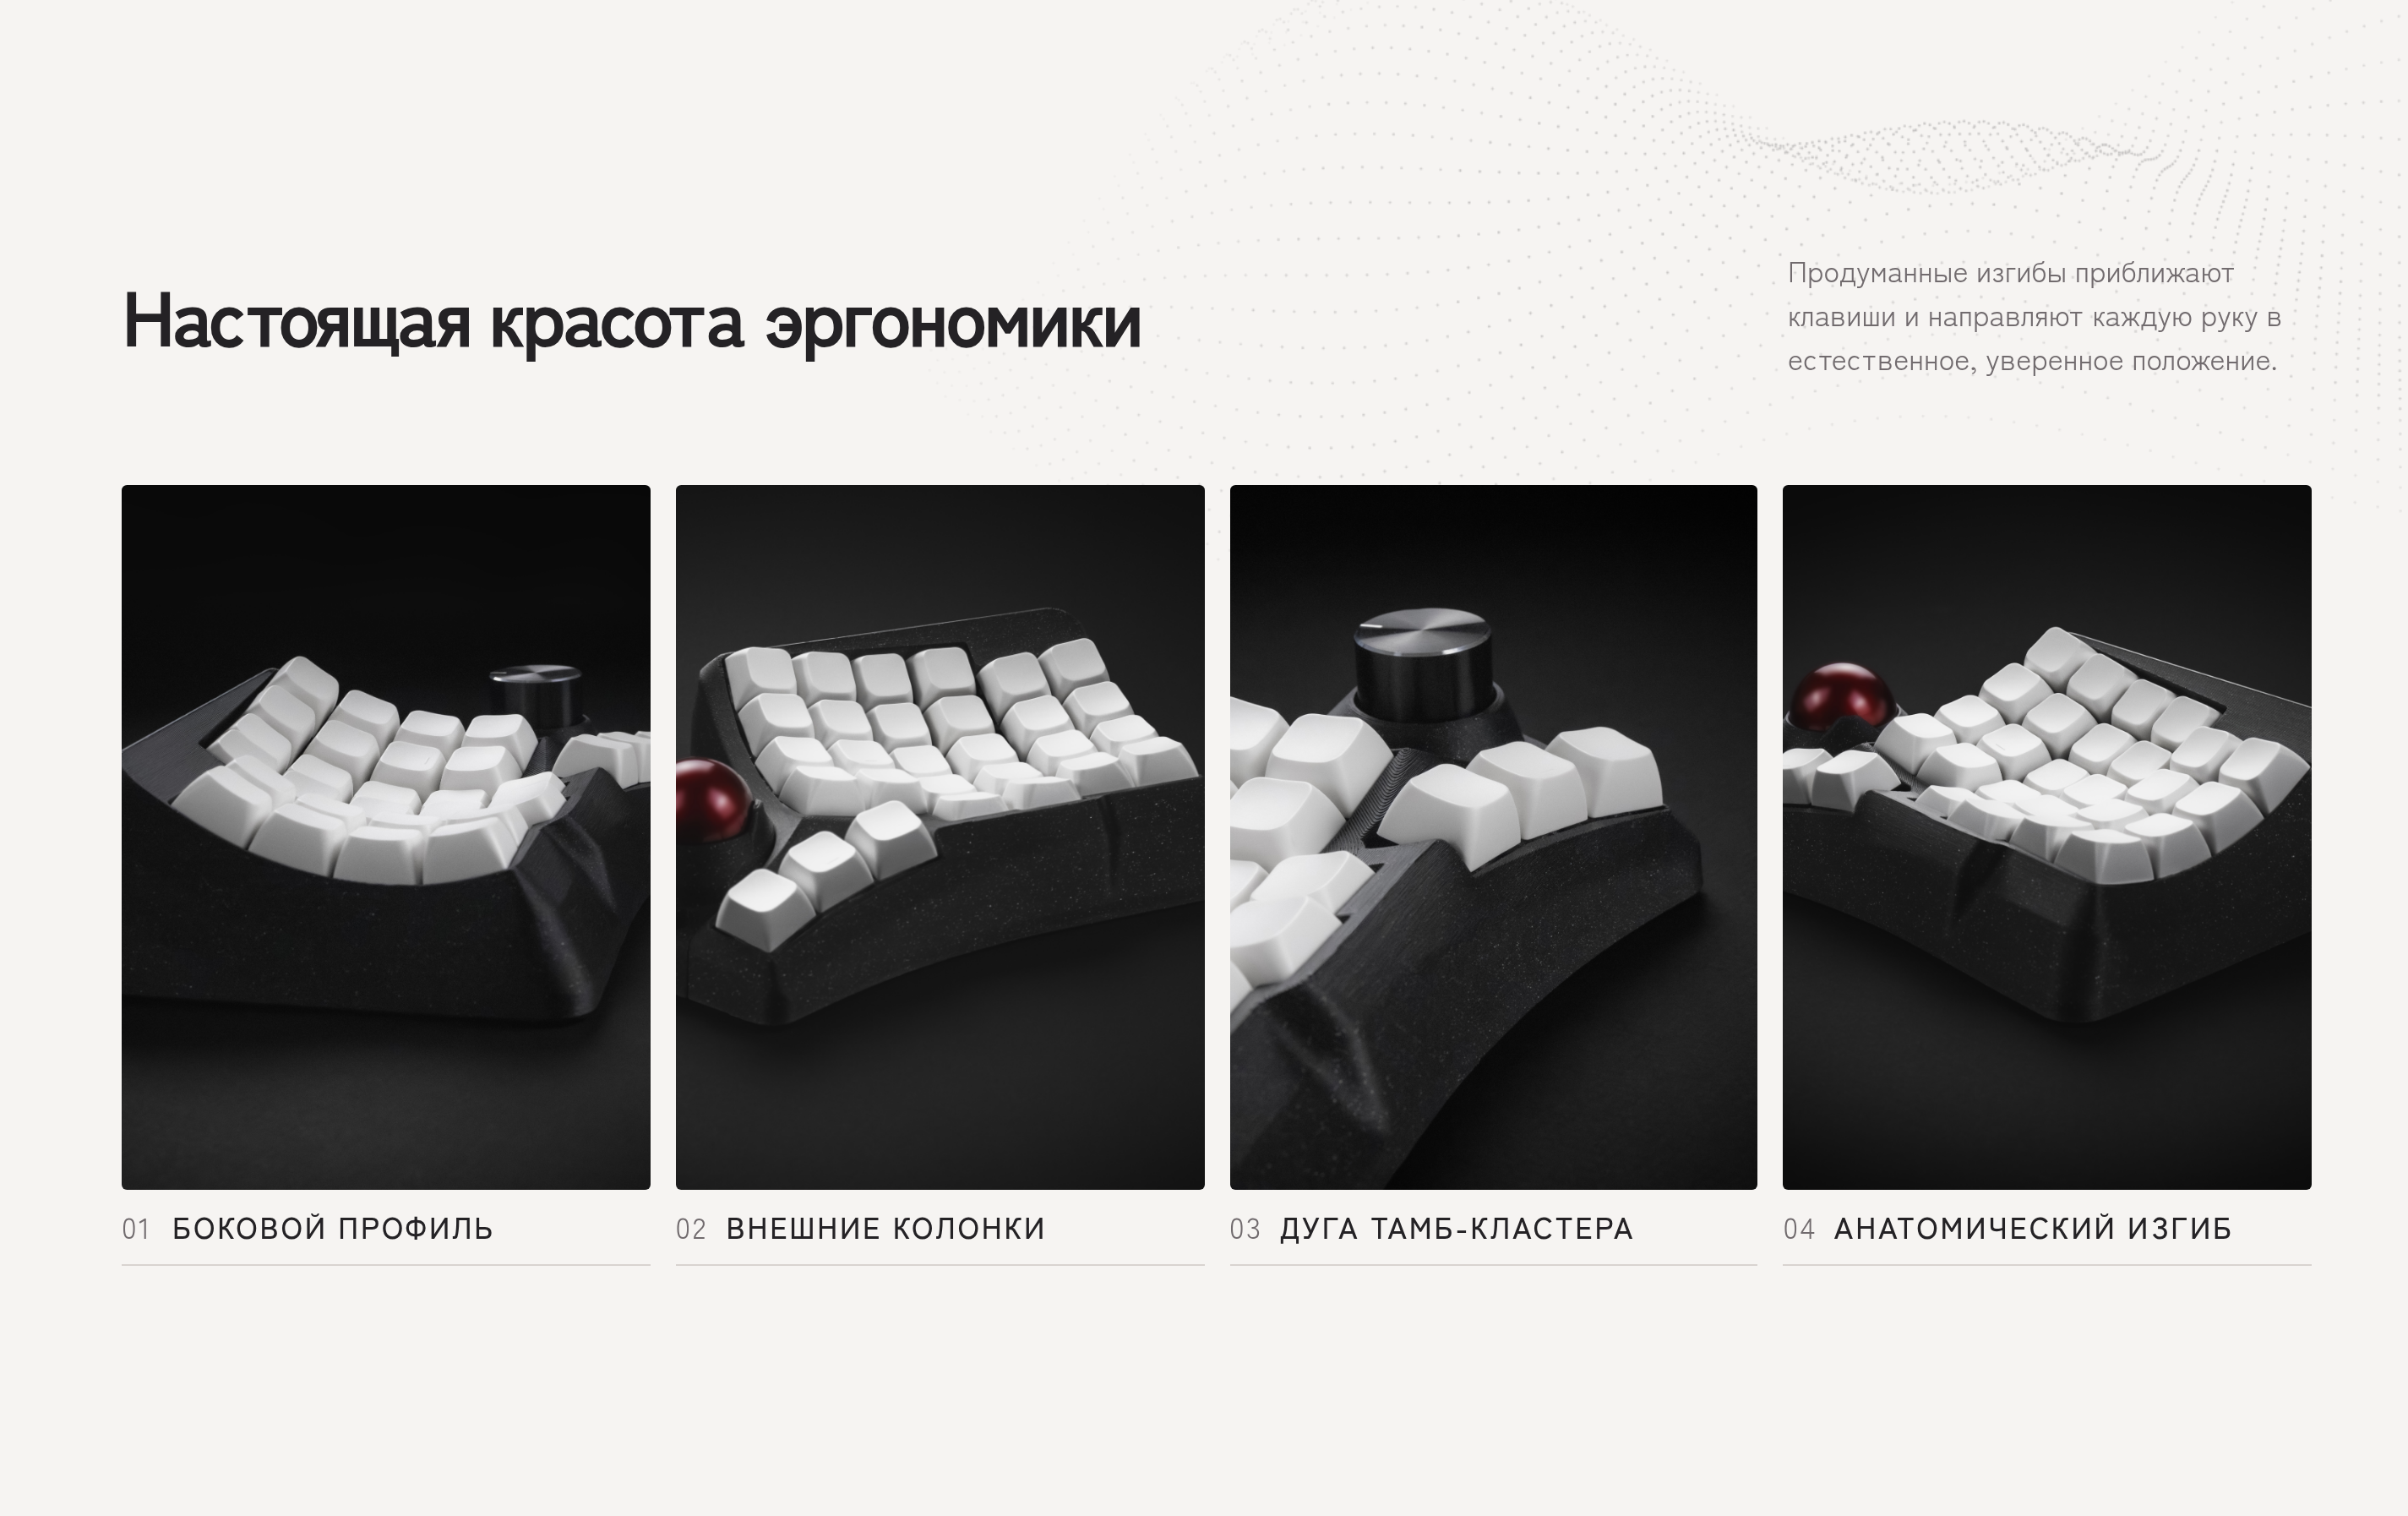 Настоящая красота эргономики
Продуманные изгибы приближают
клавиши и направляют каждую руку в
естественное, уверенное положение.
01 БОКОВОЙ ПРОФИЛЬ
02 ВНЕШНИЕ КОЛОНКИ
03 ДУГА ТАМБ-КЛАСТЕРА
04 АНАТОМИЧЕСКИЙ ИЗГИБ